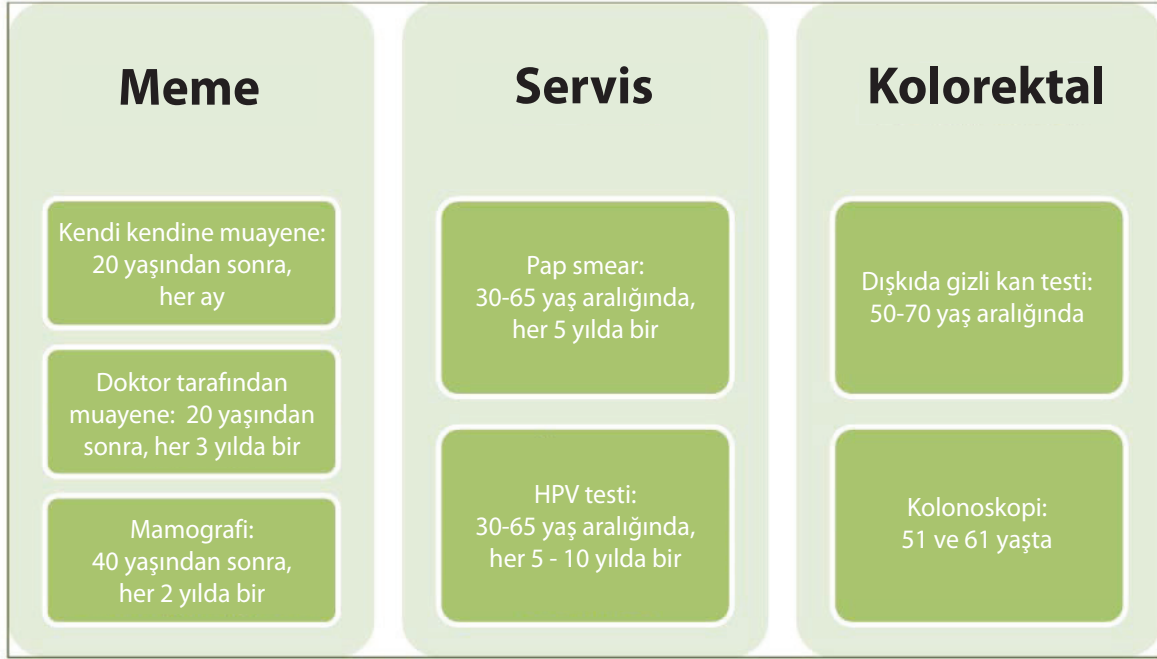 Meme
Kendi kendine muayene:
20 yaşından sonra,
her ay
Doktor tarafından
muayene: 20 yaşından
sonra, her 3 yılda bir
Mamografi:
40 yaşından sonra,
her 2 yılda bir
Servis
Pap smear:
30-65 yaş aralığında,
her 5 yılda bir
HPV testi:
30-65 yaş aralığında,
her 5 - 10 yılda bir
Kolorektal
Dışkıda gizli kan testi:
50-70 yaş aralığında
Kolonoskopi:
51 ve 61 yaşta